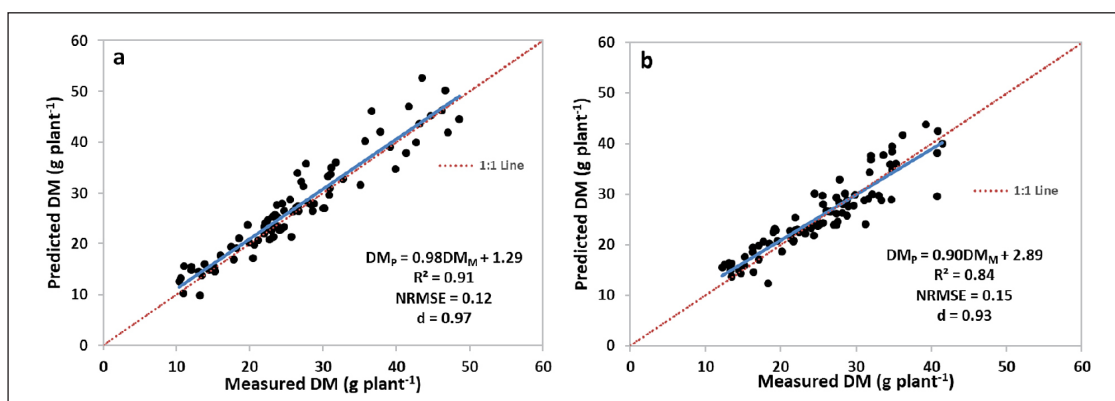 a
60
50
40
30
20
10
0
Predicted DM (g plant⁻¹)
1:1 Line
DMP = 0.98DMM + 1.29
R² = 0.91
NRMSE = 0.12
d = 0.97
0 10 20 30 40 50 60
Measured DM (g plant⁻¹)
b
60
50
40
30
20
10
0
Predicted DM (g plant⁻¹)
1:1 Line
DMP = 0.90DMM + 2.89
R² = 0.84
NRMSE = 0.15
d = 0.93
0 10 20 30 40 50 60
Measured DM (g plant⁻¹)